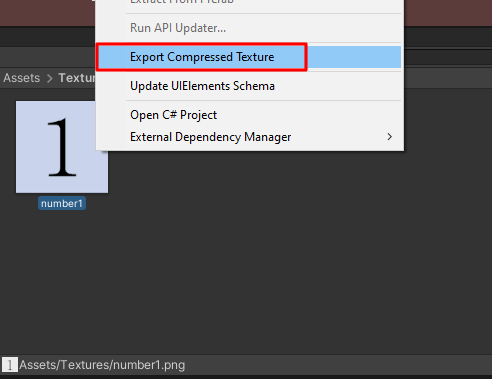 Extract From Prefab
Run API Updater...
Export Compressed Texture
Update UIElements Schema
Open C# Project
External Dependency Manager
Assets > Textur
1
number1
1 Assets/Textures/number1.png